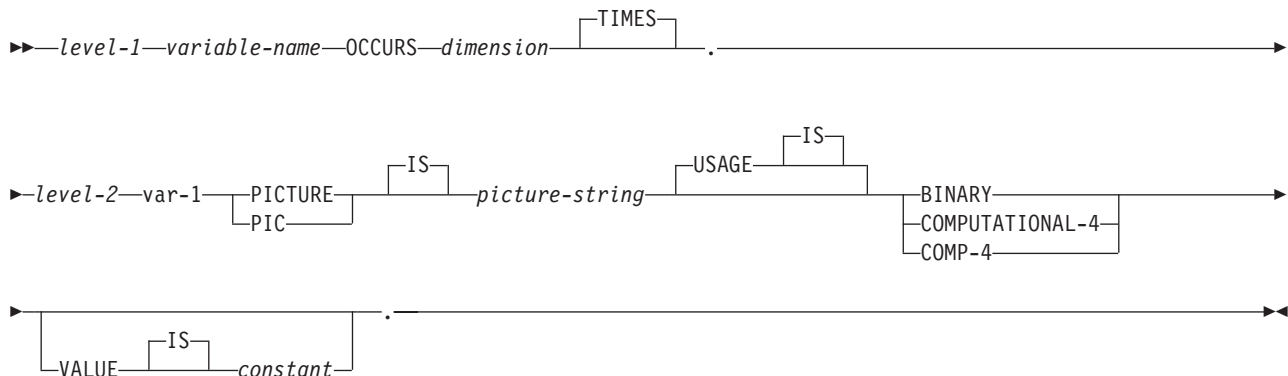 TIMES
level-1 variable-name OCCURS dimension .
IS IS
USAGE
level-2 var-1 PICTURE picture-string BINARY
PIC COMPUTATIONAL-4
COMP-4
.
IS
VALUE constant